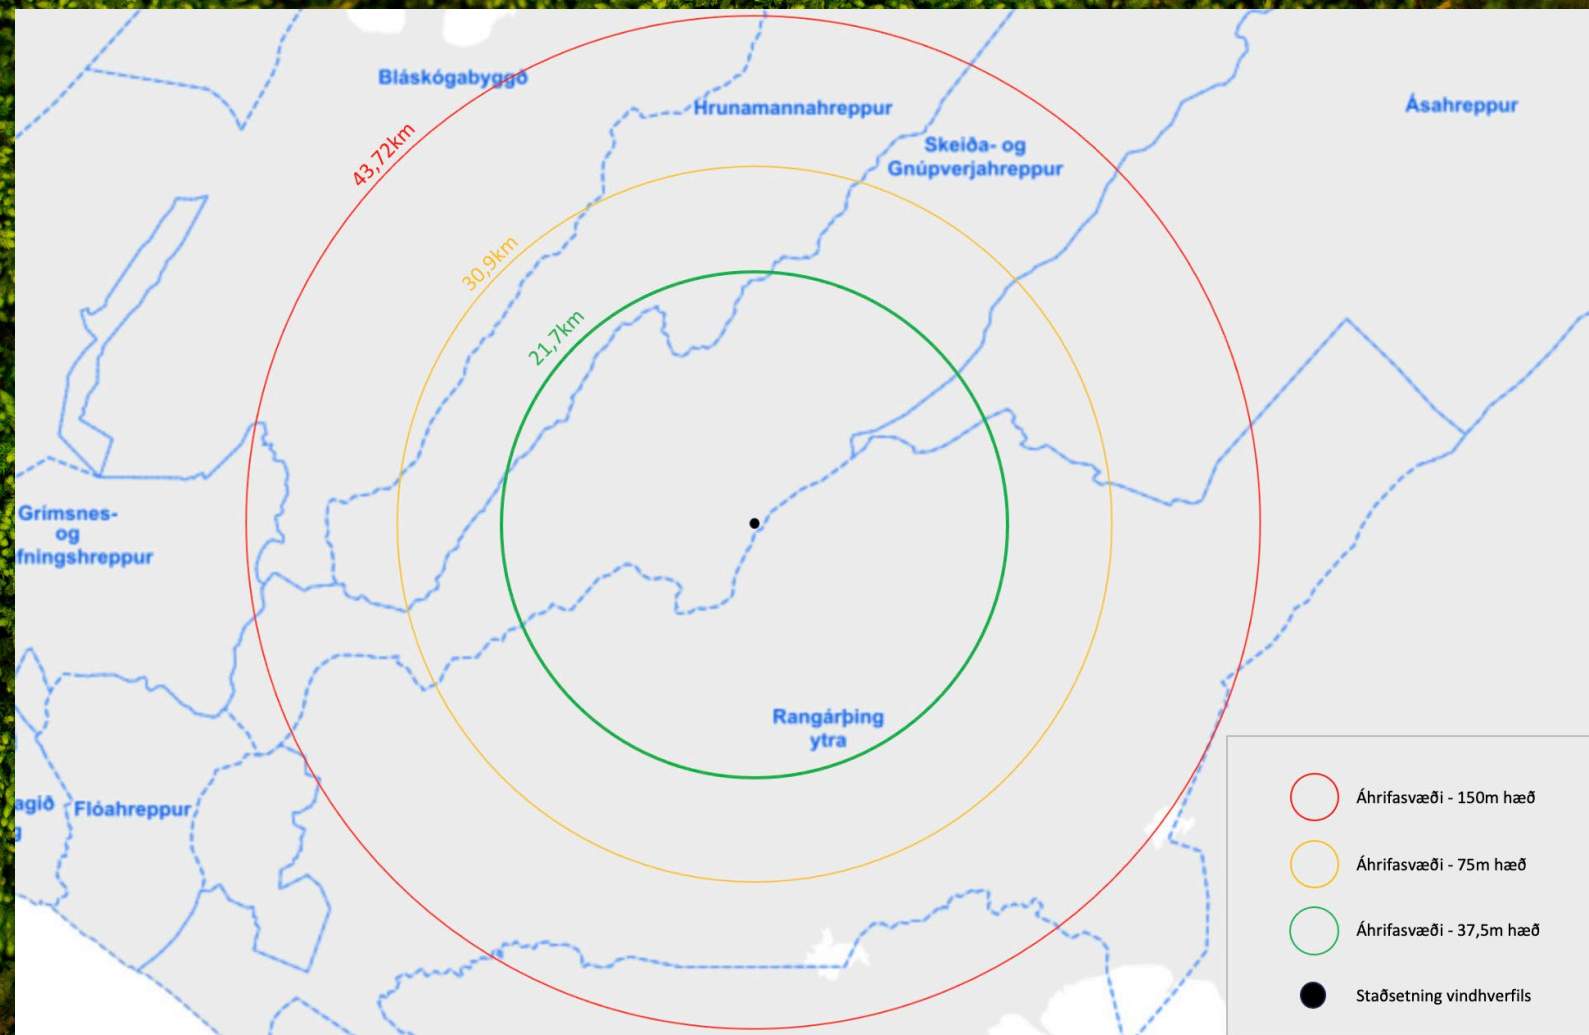 Bláskógabyggð
Hrunamannahreppur
Ásahreppur
Skeiða- og
Gnúpverjahreppur
43,72km
30,9km
21,7km
Grímsnes-
og
fningshreppur
Rangárþing
ytra
agið
Flóahreppur
Áhrifasvæði - 150m hæð
Áhrifasvæði - 75m hæð
Áhrifasvæði - 37,5m hæð
Staðsetning vindhverfils